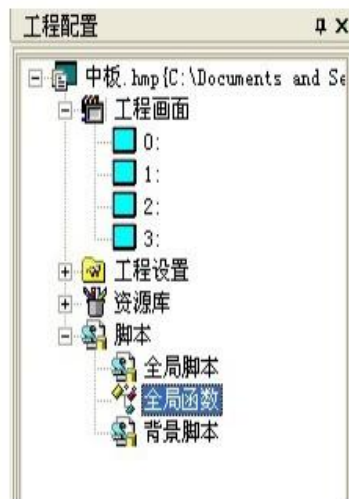 工程配置
中板.hmp{C:\Documents and Se
工程画面
0:
1:
2:
3:
工程设置
资源库
脚本
全局脚本
全局函数
背景脚本